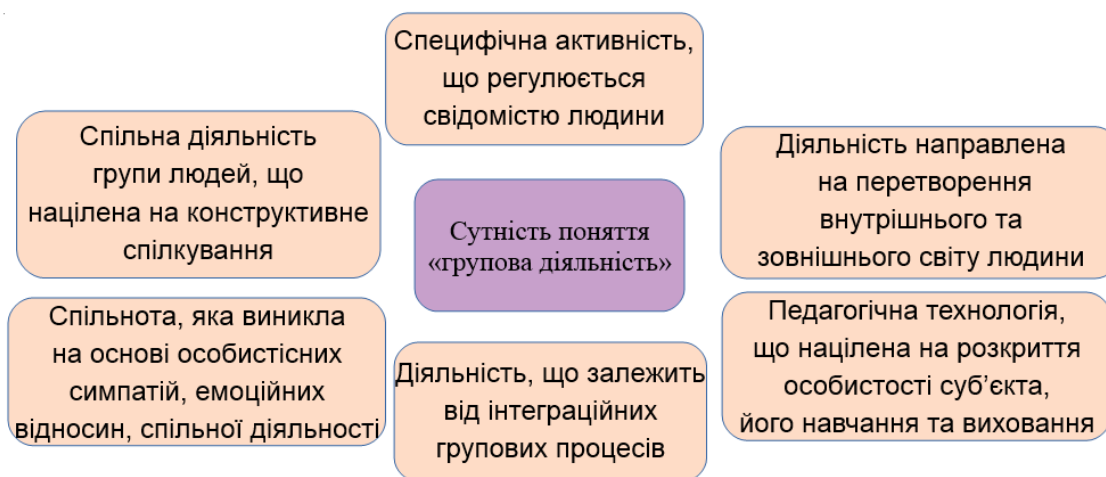 Специфічна активність,
що регулюється
свідомістю людини
Спільна діяльність
групи людей, що
націлена на конструктивне
спілкування
Діяльність направлена
на перетворення
внутрішнього та
зовнішнього світу людини
Сутність поняття
«групова діяльність»
Спільнота, яка виникла
на основі особистісних
симпатій, емоційних
відносин, спільної діяльності
Діяльність, що залежить
від інтеграційних
групових процесів
Педагогічна технологія,
що націлена на розкриття
особистості суб’єкта,
його навчання та виховання